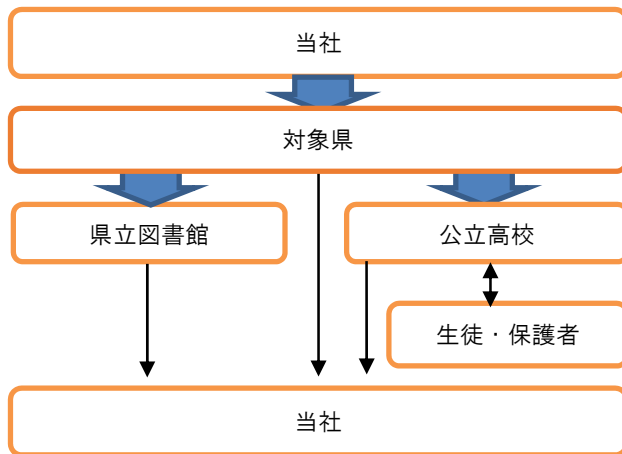 当社
対象県
県立図書館
公立高校
生徒・保護者
当社